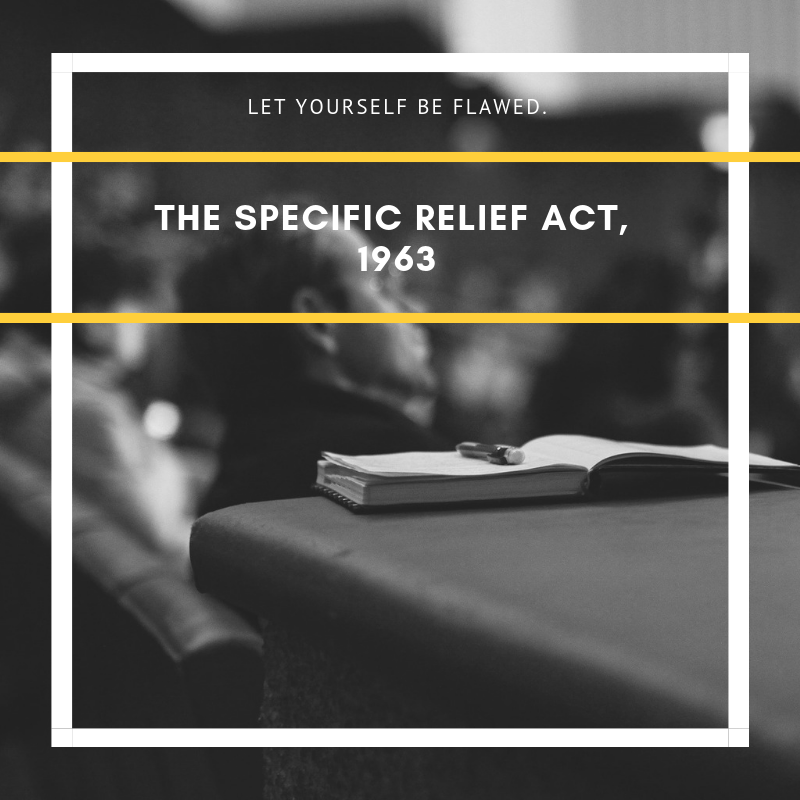 LET YOURSELF BE FLAWED.
THE SPECIFIC RELIEF ACT,
1963